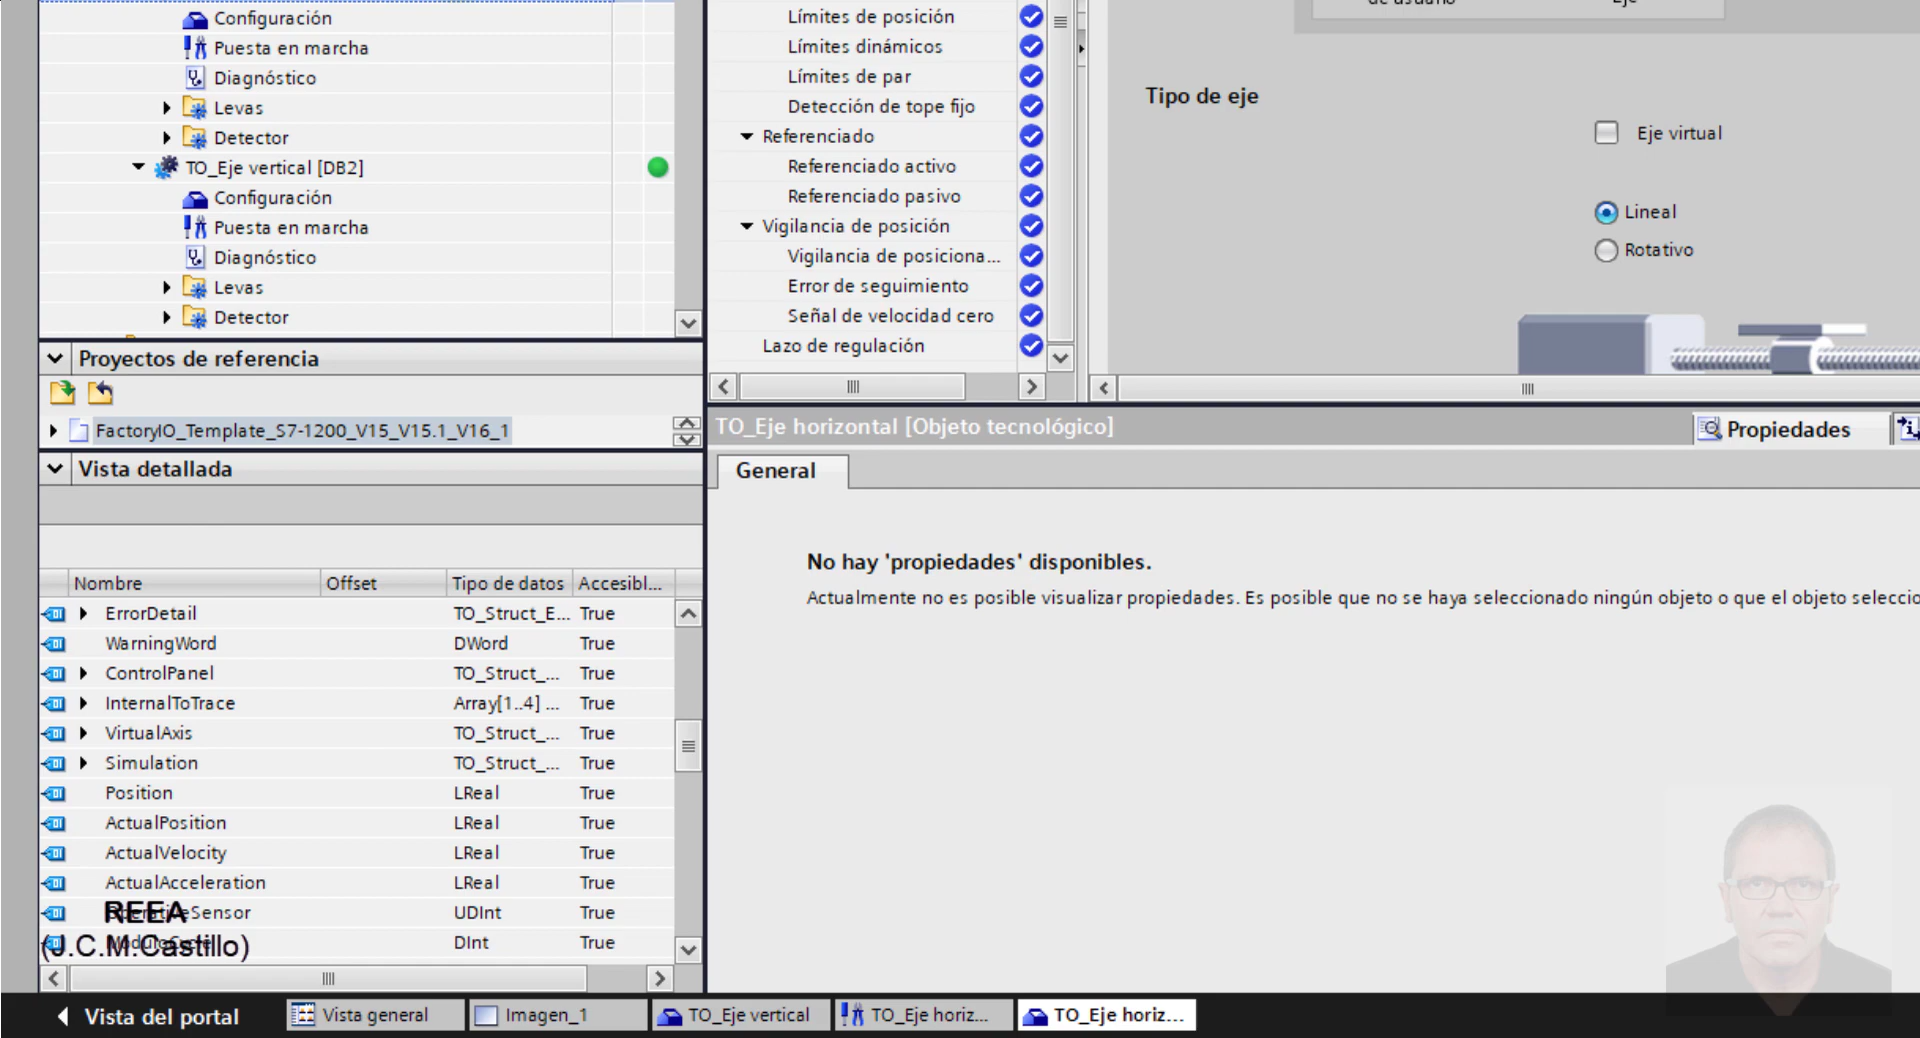 Configuración
Puesta en marcha
Diagnóstico
Levas
Detector
TO_Eje vertical [DB2]
Configuración
Puesta en marcha
Diagnóstico
Levas
Detector
Proyectos de referencia
FactoryIO_Template_S7-1200_V15_V15.1_V16_1
Vista detallada
Nombre Offset Tipo de datos Accesibl...
ErrorDetail TO_Struct_E... True
WarningWord DWord True
ControlPanel TO_Struct_... True
InternalToTrace Array[1..4] ... True
VirtualAxis TO_Struct_... True
Simulation TO_Struct_... True
Position LReal True
ActualPosition LReal True
ActualVelocity LReal True
ActualAcceleration LReal True
OperativeSensor UDInt True
REEA
DInt True
(J.C.M.Castillo)
Límites de posición
Límites dinámicos
Límites de par
Detección de tope fijo
Referenciado
Referenciado activo
Referenciado pasivo
Vigilancia de posición
Vigilancia de posiciona...
Error de seguimiento
Señal de velocidad cero
Lazo de regulación
de usuario Eje
Tipo de eje
Eje virtual
Lineal
Rotativo
TO_Eje horizontal [Objeto tecnológico]
Propiedades
General
No hay 'propiedades' disponibles.
Actualmente no es posible visualizar propiedades. Es posible que no se haya seleccionado ningún objeto o que el objeto seleccio
Vista del portal
Vista general
Imagen_1
TO_Eje vertical
TO_Eje horiz...
TO_Eje horiz...